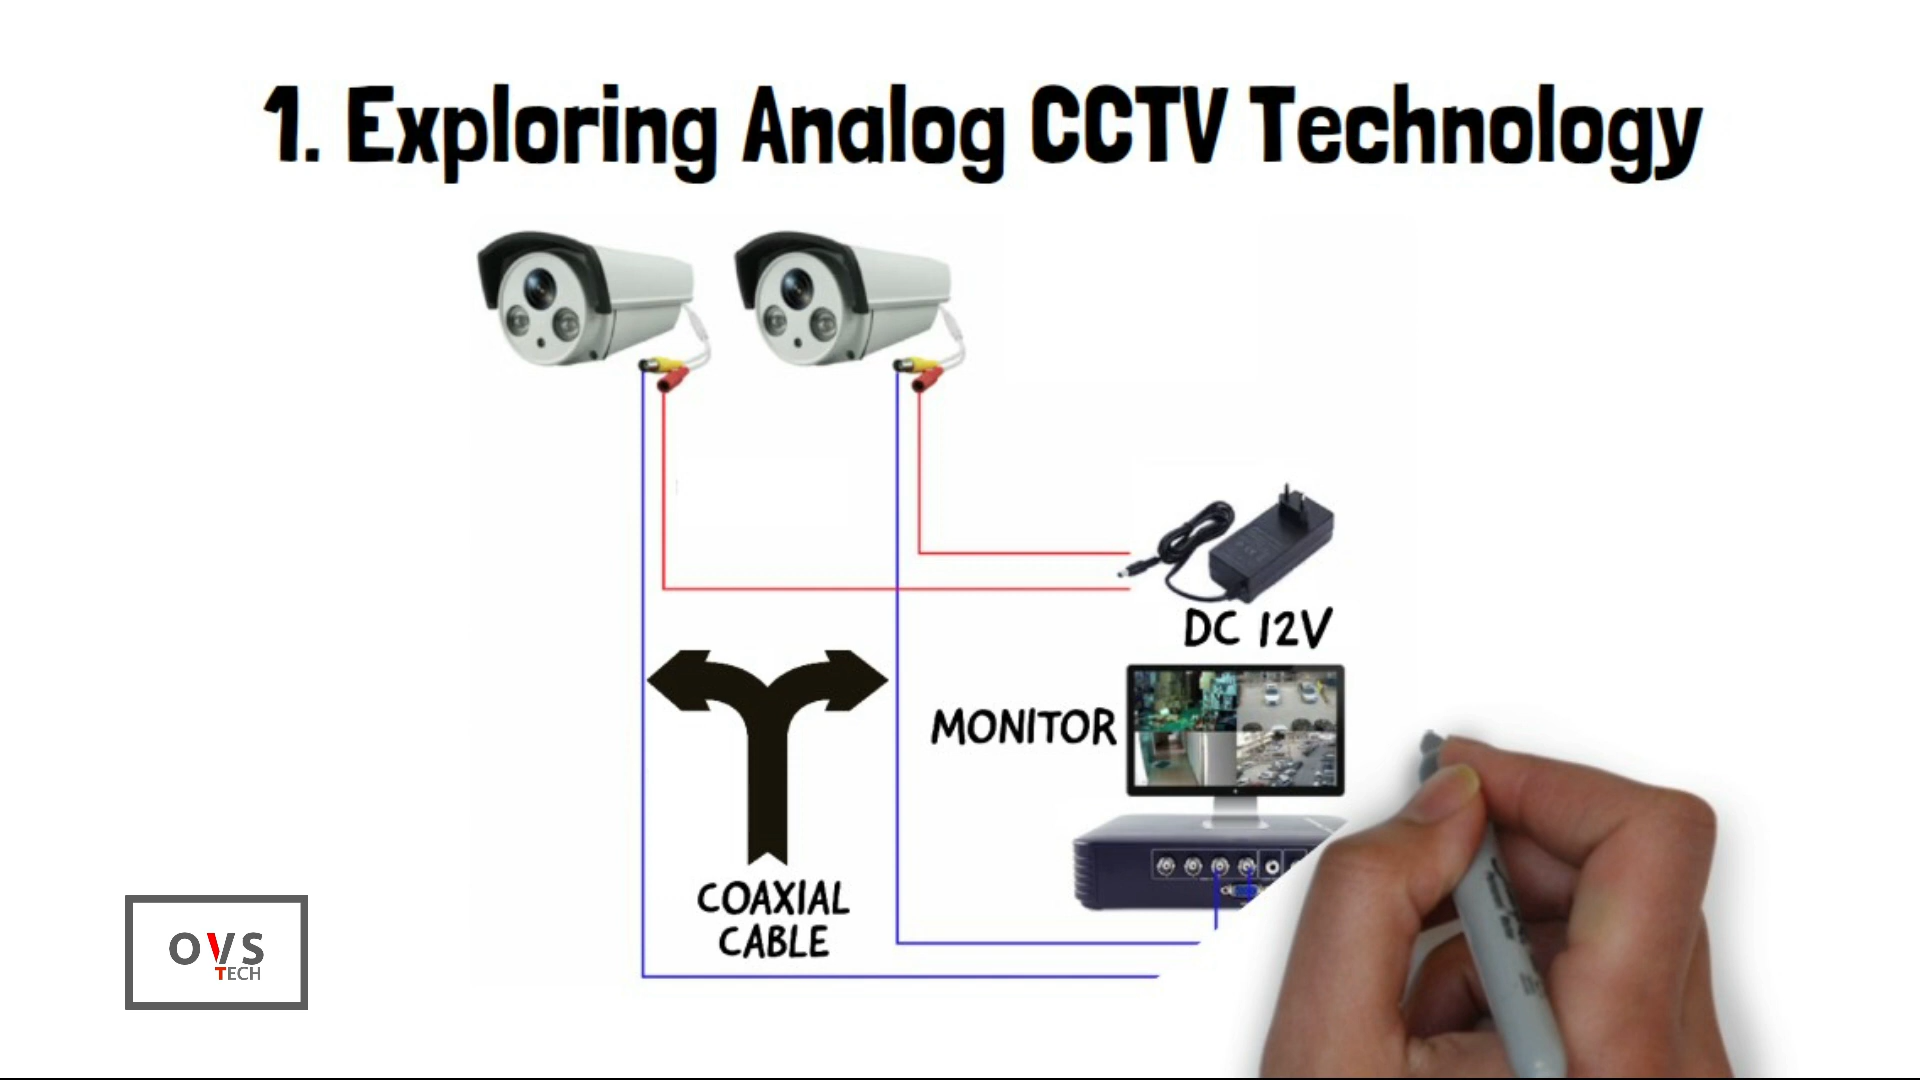 1. Exploring Analog CCTV Technology
DC 12V
MONITOR
COAXIAL
CABLE
OVS
TECH